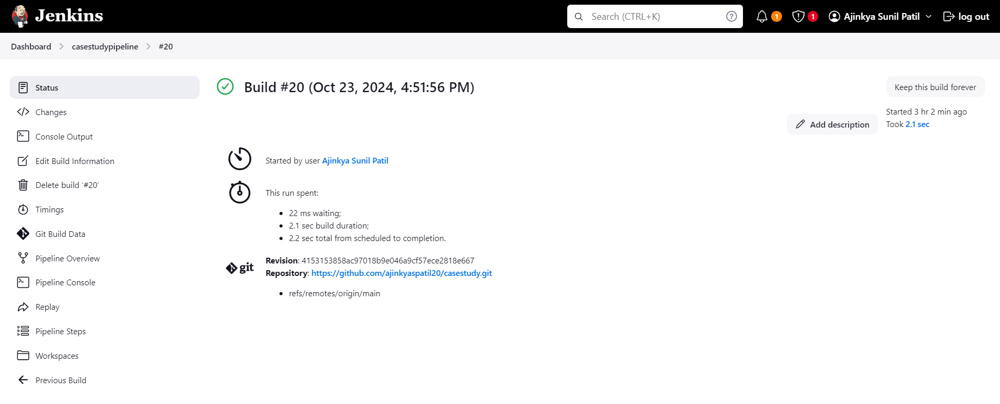 Jenkins
Search (CTRL+K)
1
1
Ajinkya Sunil Patil
log out
Dashboard
casestudypipeline
#20
Status
Changes
Console Output
Edit Build Information
Delete build ‘#20’
Timings
Git Build Data
Pipeline Overview
Pipeline Console
Replay
Pipeline Steps
Workspaces
Previous Build
Build #20 (Oct 23, 2024, 4:51:56 PM)
Keep this build forever
Add description
Started 3 hr 2 min ago
Took 2.1 sec
Started by user Ajinkya Sunil Patil
This run spent:
• 22 ms waiting;
• 2.1 sec build duration;
• 2.2 sec total from scheduled to completion.
git
Revision: 4153153858ac97018b9e046a9cf57ece2818e667
Repository: https://github.com/ajinkyaspatil20/casestudy.git
• refs/remotes/origin/main